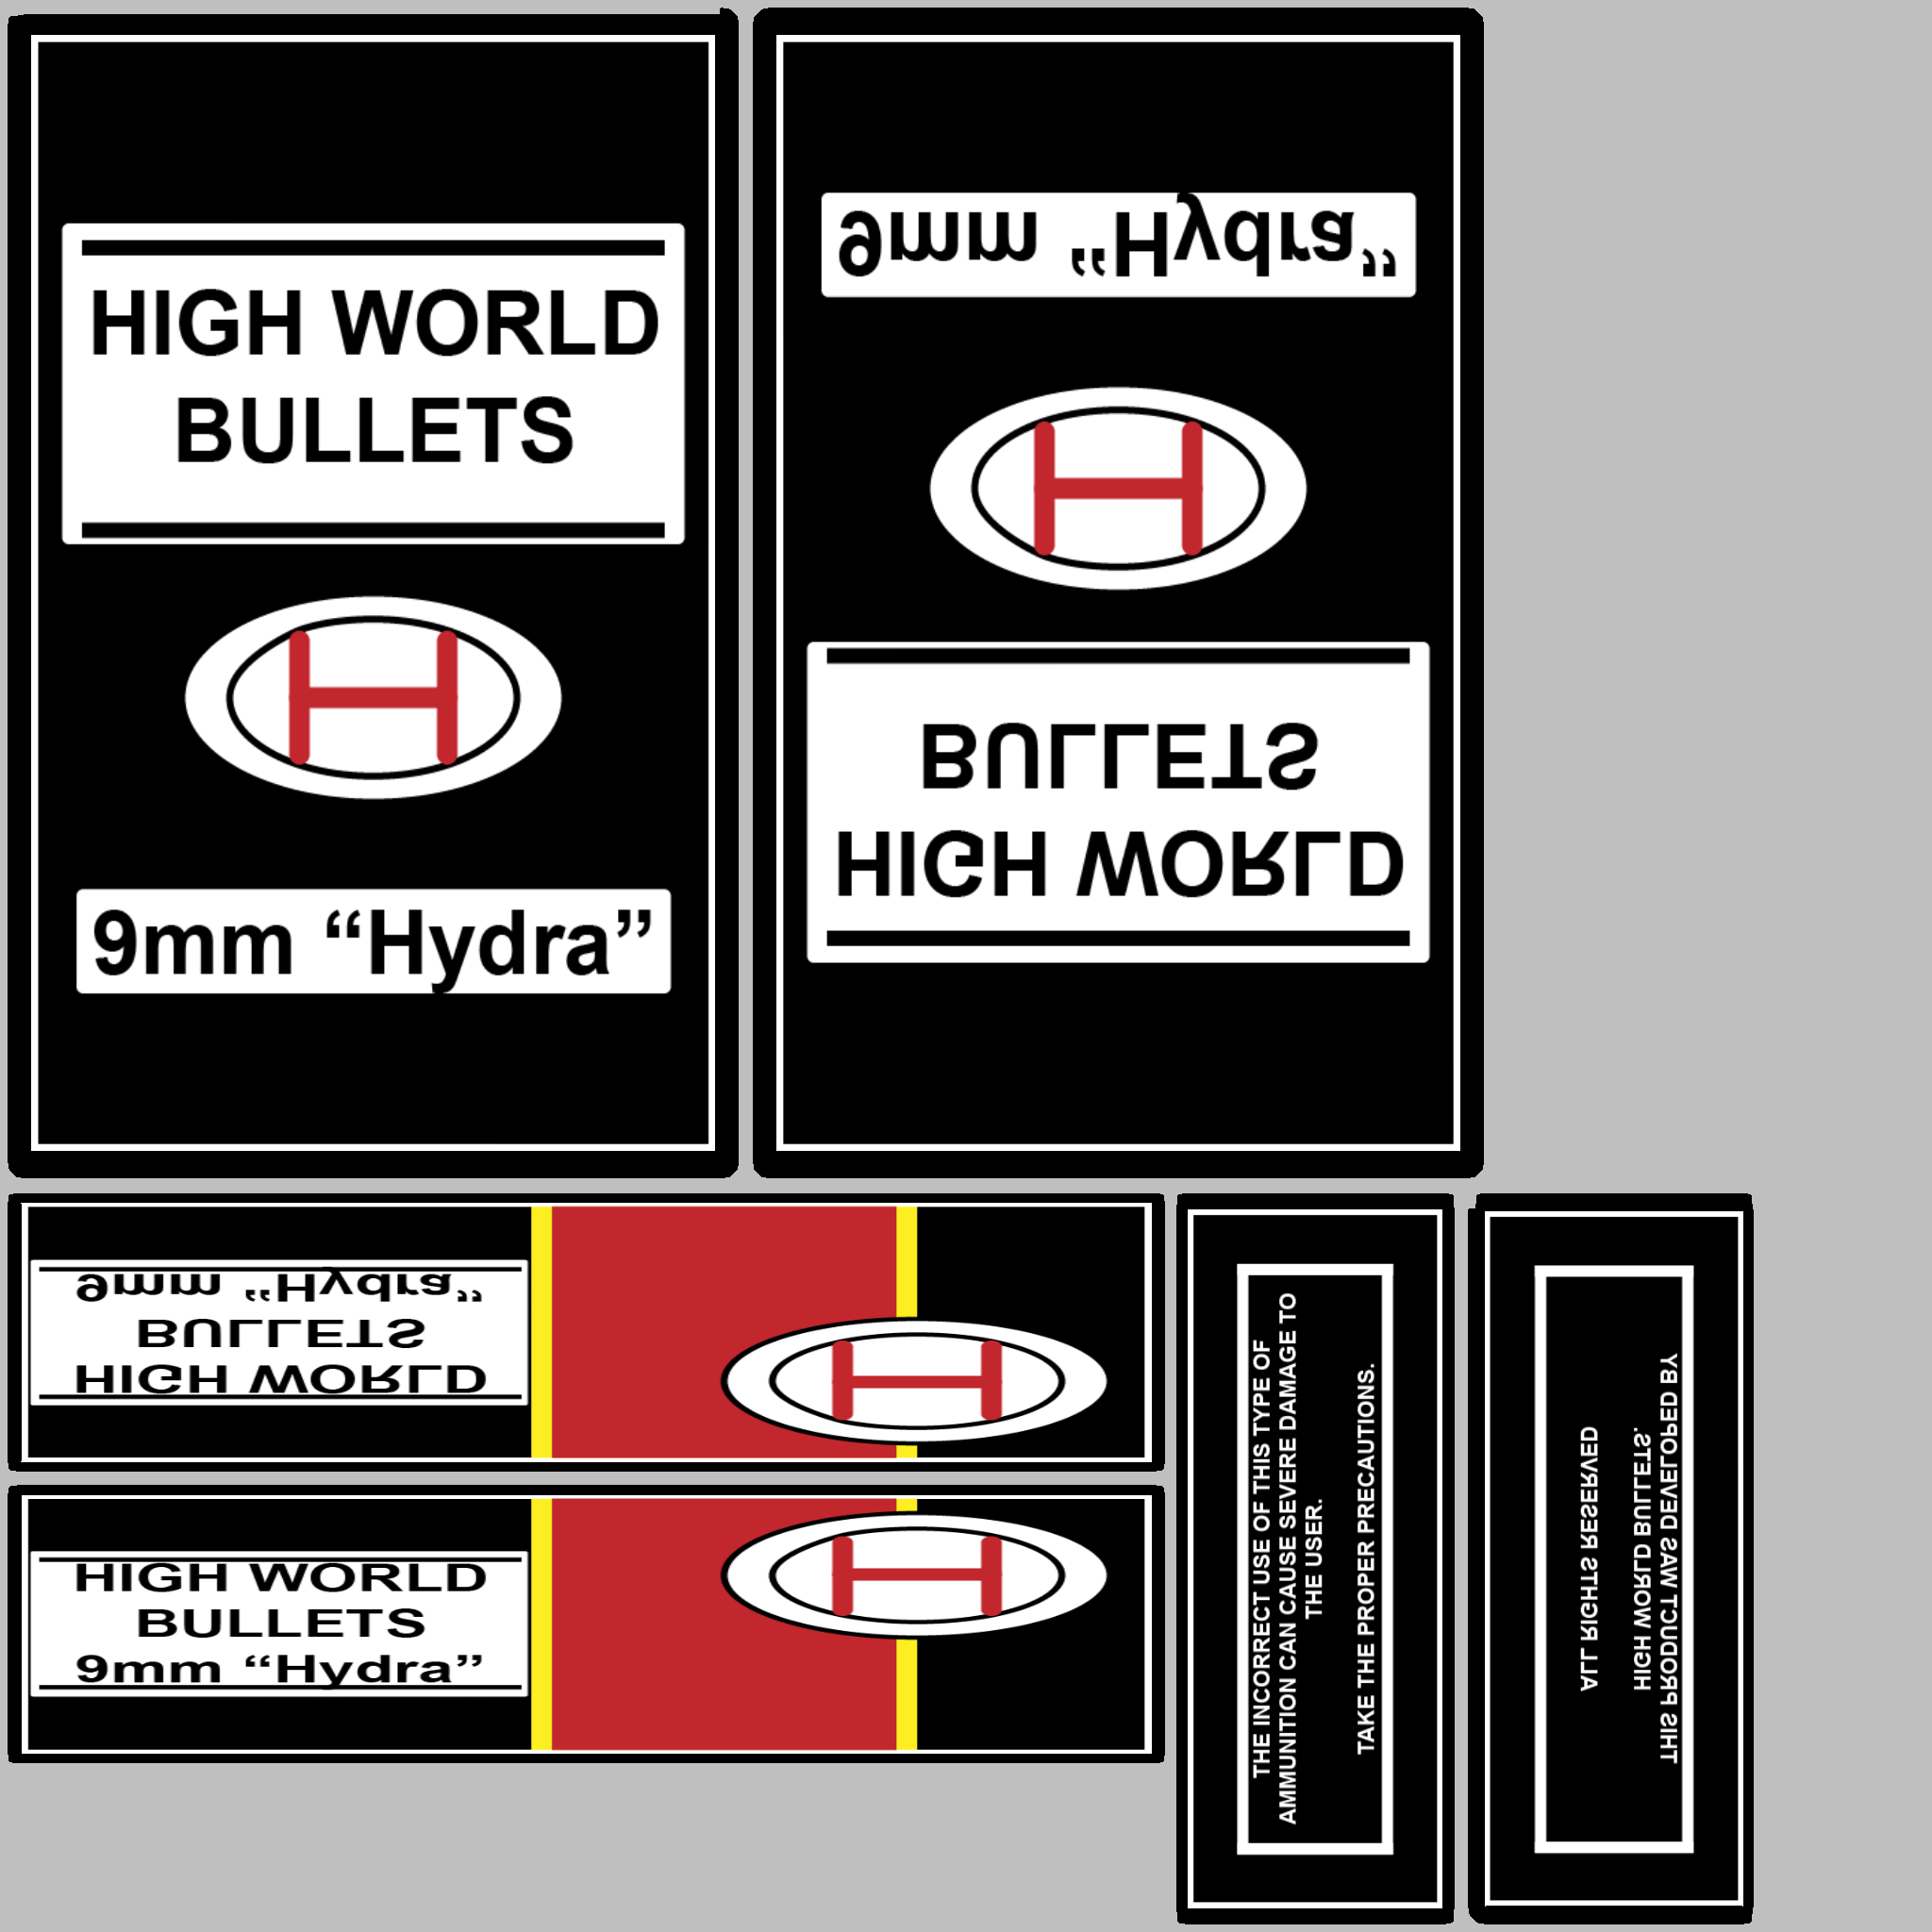 HIGH WORLD
BULLETS
H
9mm “Hydra”
9mm “Hydra”
H
BULLETS
HIGH WORLD
9mm “Hydra”
BULLETS
HIGH WORLD
H
HIGH WORLD
BULLETS
9mm “Hydra”
H
THE INCORRECT USE OF THIS TYPE OF
AMMUNITION CAN CAUSE SEVERE DAMAGE TO
THE USER.
TAKE THE PROPER PRECAUTIONS.
THIS PRODUCT WAS DEVELOPED BY
HIGH WORLD BULLETS.
ALL RIGHTS RESERVED